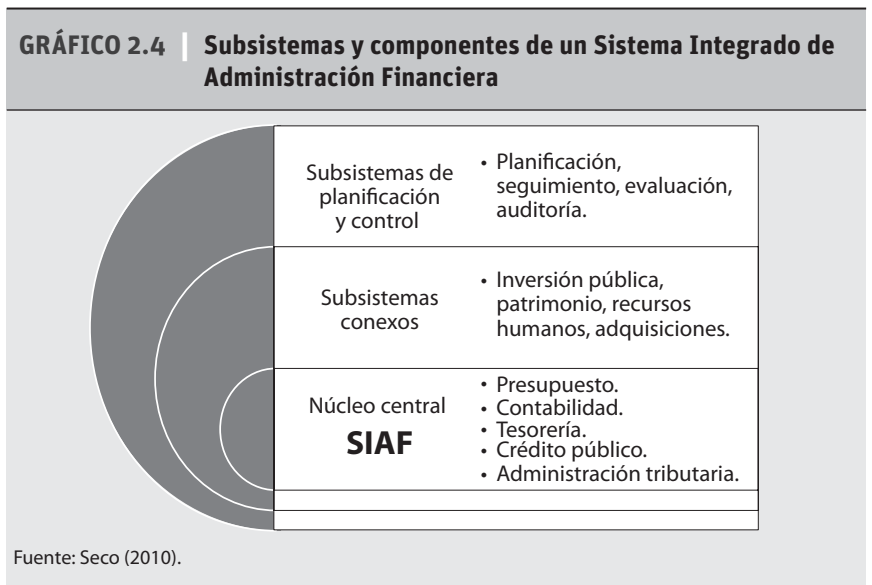 GRÁFICO 2.4 | Subsistemas y componentes de un Sistema Integrado de
Administración Financiera
Subsistemas de
planificación
y control
• Planificación,
seguimiento, evaluación,
auditoría.
Subsistemas
conexos
• Inversión pública,
patrimonio, recursos
humanos, adquisiciones.
Núcleo central
SIAF
• Presupuesto.
• Contabilidad.
• Tesorería.
• Crédito público.
• Administración tributaria.
Fuente: Seco (2010).